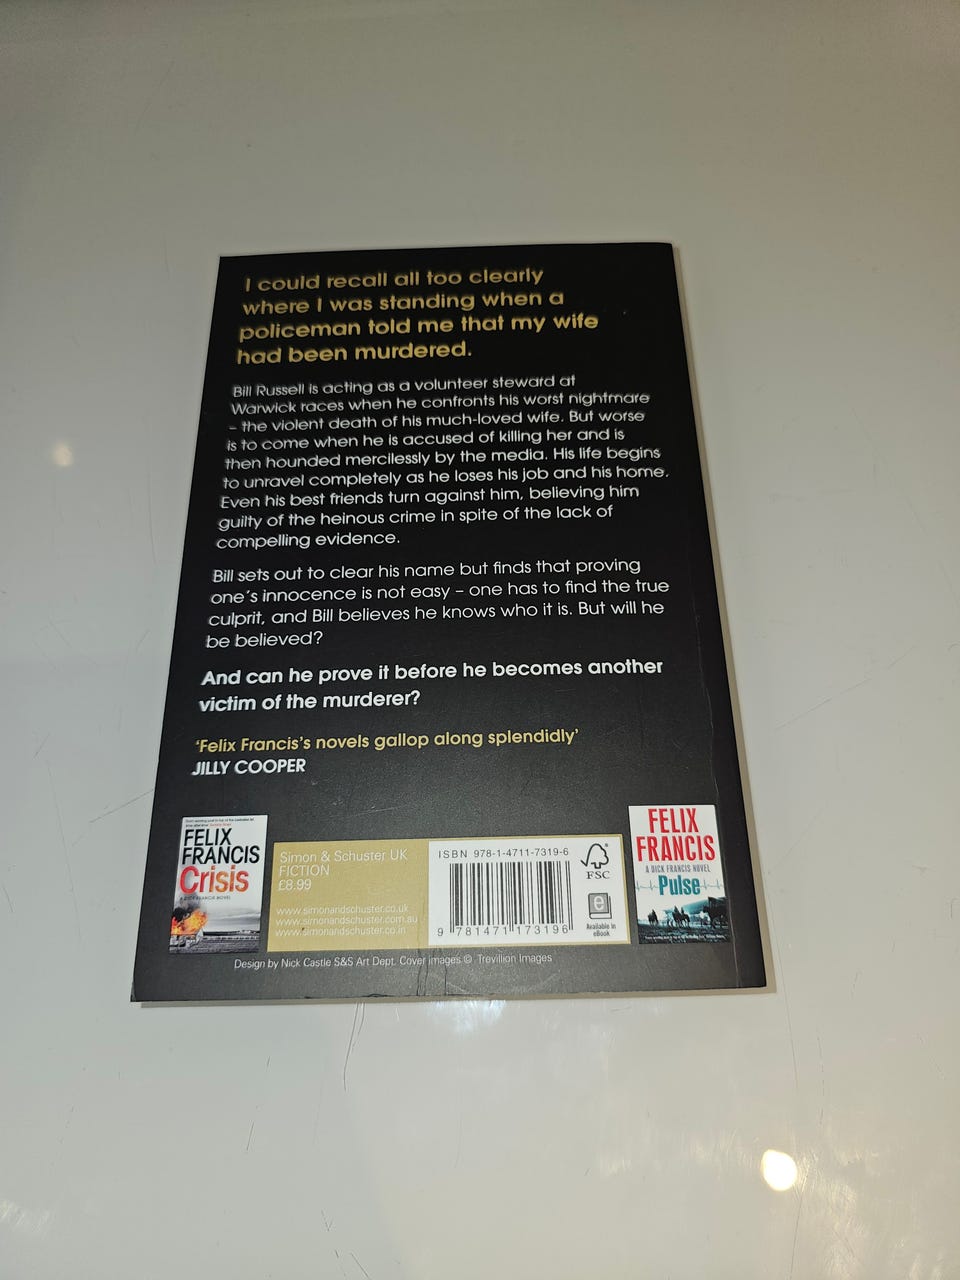 I could recall all too clearly
where I was standing when a
policeman told me that my wife
had been murdered.
Bill Russell is acting as a volunteer steward at
Warwick races when he confronts his worst nightmare
– the violent death of his much-loved wife. But worse
is to come when he is accused of killing her and is
then hounded mercilessly by the media. His life begins
to unravel completely as he loses his job and his home.
Even his best friends turn against him, believing him
guilty of the heinous crime in spite of the lack of
compelling evidence.
Bill sets out to clear his name but finds that proving
one's innocence is not easy – one has to find the true
culprit, and Bill believes he knows who it is. But will he
be believed?
And can he prove it before he becomes another
victim of the murderer?
'Felix Francis's novels gallop along splendidly'
JILLY COOPER
FELIX
FRANCIS
Crisis
A DICK FRANCIS NOVEL
Simon & Schuster UK
FICTION
£8.99
www.simonandschuster.co.uk
www.simonandschuster.com.au
www.simonandschuster.co.in
ISBN 978-1-4711-7319-6
9 781471 173196
FSC
e
Available in
eBook
FELIX
FRANCIS
A DICK FRANCIS NOVEL
Pulse
Design by Nick Castle S&S Art Dept. Cover images © Trevillion Images